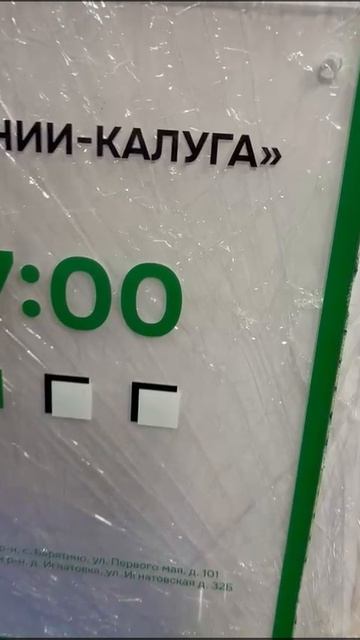 НИИ-КАЛУГА»
7:00
р-н, с. Барятино, ул. Первого мая, д. 101
р-н, д. Игнатовка, ул. Игнатовская д. 32Б